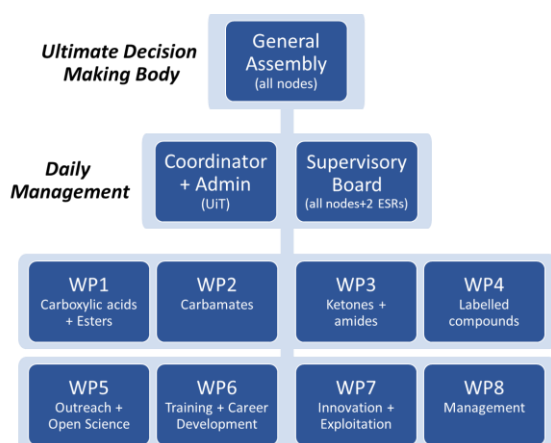 Ultimate Decision
Making Body
General
Assembly
(all nodes)
Daily
Management
Coordinator
+ Admin
(UiT)
Supervisory
Board
(all nodes+2 ESRs)
WP1
Carboxylic acids
+ Esters
WP2
Carbamates
WP3
Ketones +
amides
WP4
Labelled
compounds
WP5
Outreach +
Open Science
WP6
Training + Career
Development
WP7
Innovation +
Exploitation
WP8
Management